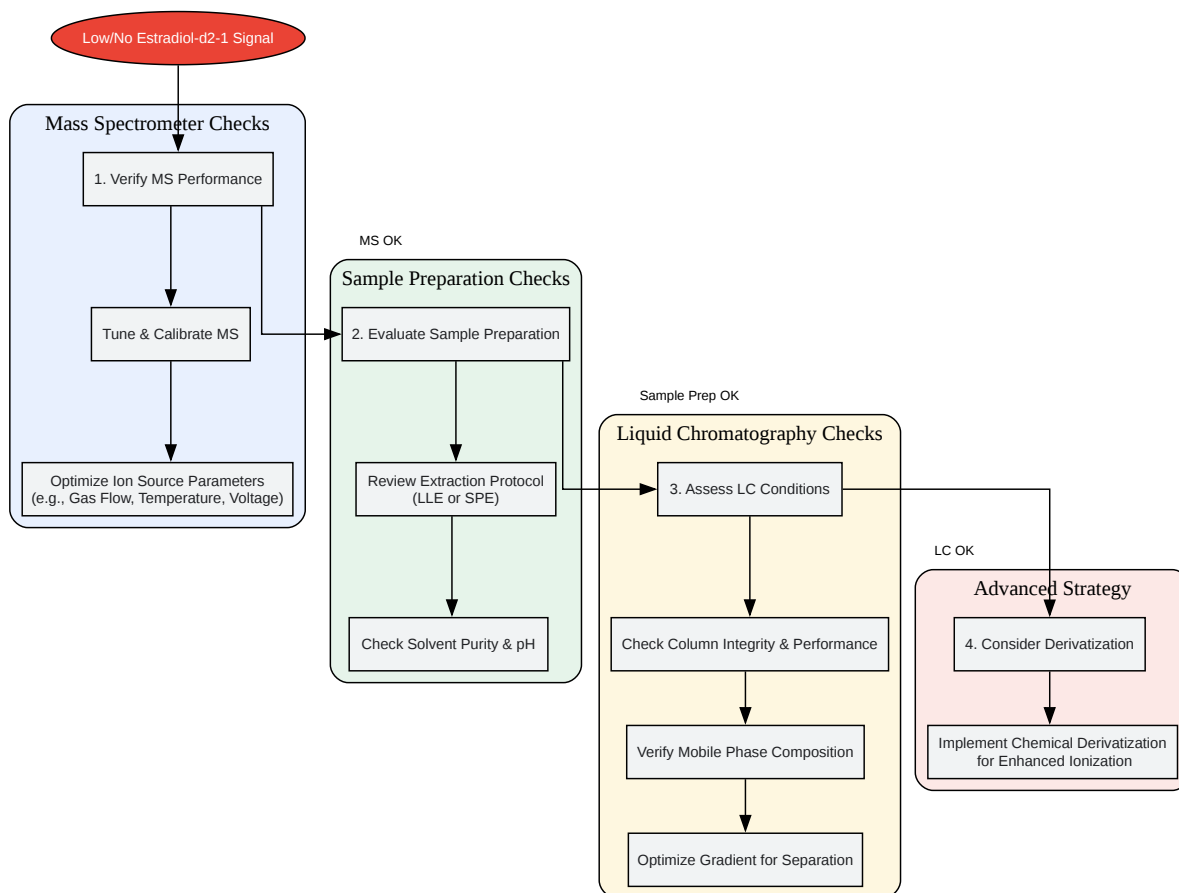 Low/No Estradiol-d2-1 Signal
Mass Spectrometer Checks
1. Verify MS Performance
Tune & Calibrate MS
Optimize Ion Source Parameters
(e.g., Gas Flow, Temperature, Voltage)
MS OK
Sample Preparation Checks
2. Evaluate Sample Preparation
Review Extraction Protocol
(LLE or SPE)
Check Solvent Purity & pH
Sample Prep OK
Liquid Chromatography Checks
3. Assess LC Conditions
Check Column Integrity & Performance
Verify Mobile Phase Composition
Optimize Gradient for Separation
LC OK
Advanced Strategy
4. Consider Derivatization
Implement Chemical Derivatization
for Enhanced Ionization